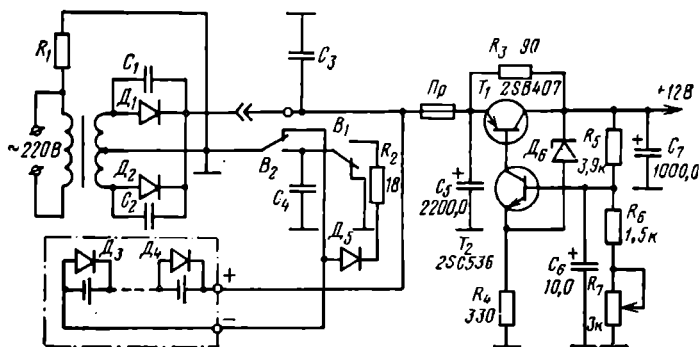 R1
~220В
C1
Д1
Д2
C2
C3
B1
B2
C4
R2
18
Д5
Д3
Д4
+
−
Пр
R3 90
T1 2SB407
+12В
Д6
R5
3,9к
+
C7
1000,0
+
C5
2200,0
T2
2SC536
R4
330
+
C6
10,0
R6
1,5к
R7
3к